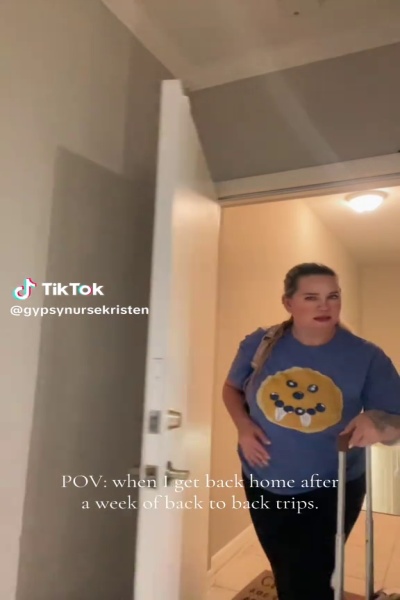 TikTok
@gypsynursekristen
POV: when I get back home after
a week of back to back trips.